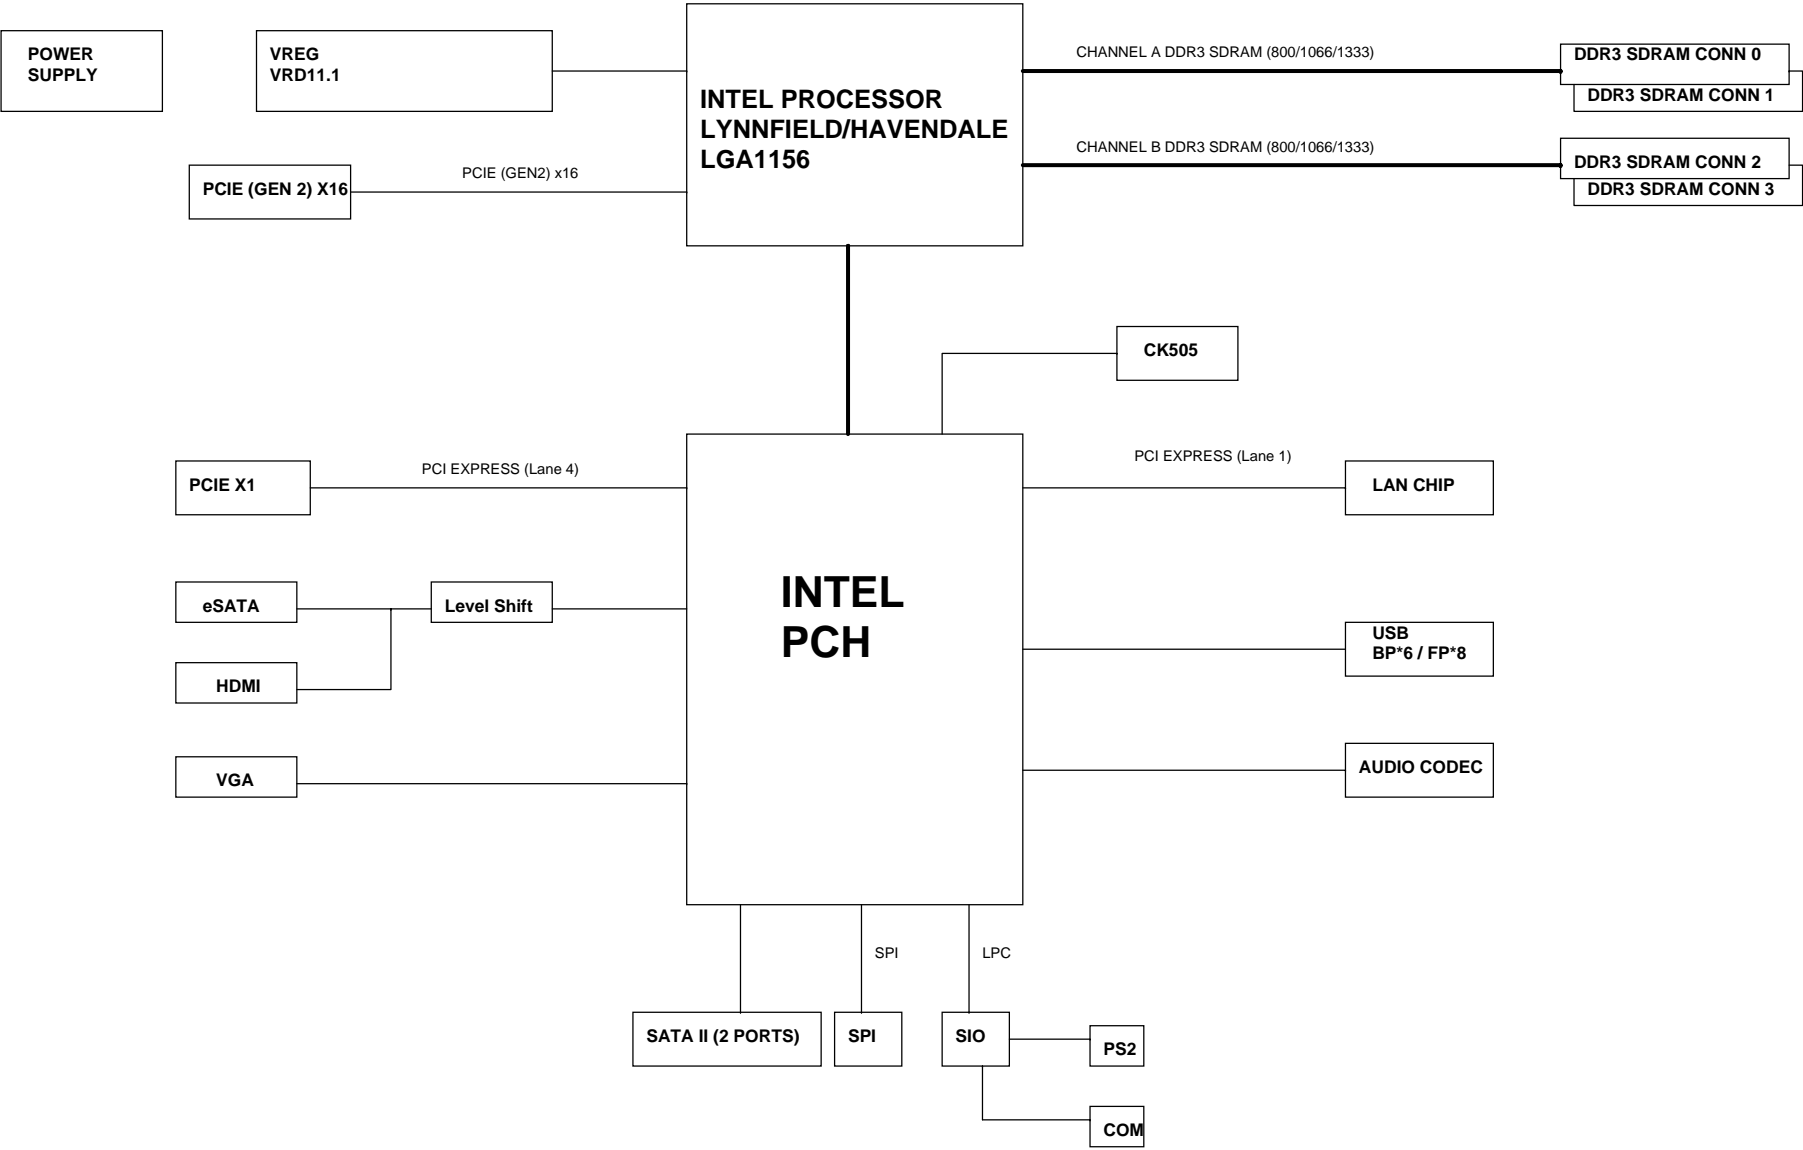 POWER
SUPPLY
VREG
VRD11.1
INTEL PROCESSOR
LYNNFIELD/HAVENDALE
LGA1156
CHANNEL A DDR3 SDRAM (800/1066/1333)
DDR3 SDRAM CONN 0
DDR3 SDRAM CONN 1
CHANNEL B DDR3 SDRAM (800/1066/1333)
DDR3 SDRAM CONN 2
DDR3 SDRAM CONN 3
PCIE (GEN 2) X16
PCIE (GEN2) x16
CK505
PCIE X1
PCI EXPRESS (Lane 4)
PCI EXPRESS (Lane 1)
LAN CHIP
eSATA
Level Shift
INTEL
PCH
USB
BP*6 / FP*8
HDMI
VGA
AUDIO CODEC
SPI
LPC
SATA II (2 PORTS)
SPI
SIO
PS2
COM